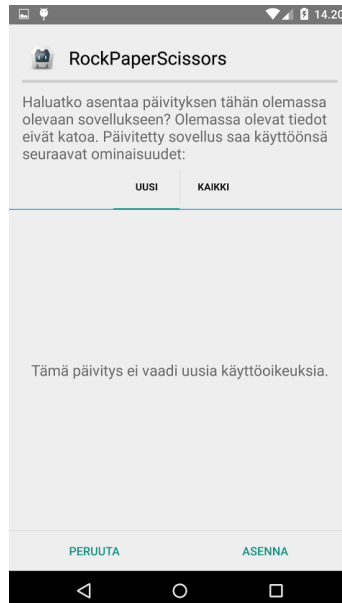 14.20
RockPaperScissors
Haluatko asentaa päivityksen tähän olemassa
olevaan sovellukseen? Olemassa olevat tiedot
eivät katoa. Päivitetty sovellus saa käyttöönsä
seuraavat ominaisuudet:
UUSI KAIKKI
Tämä päivitys ei vaadi uusia käyttöoikeuksia.
PERUUTA ASENNA